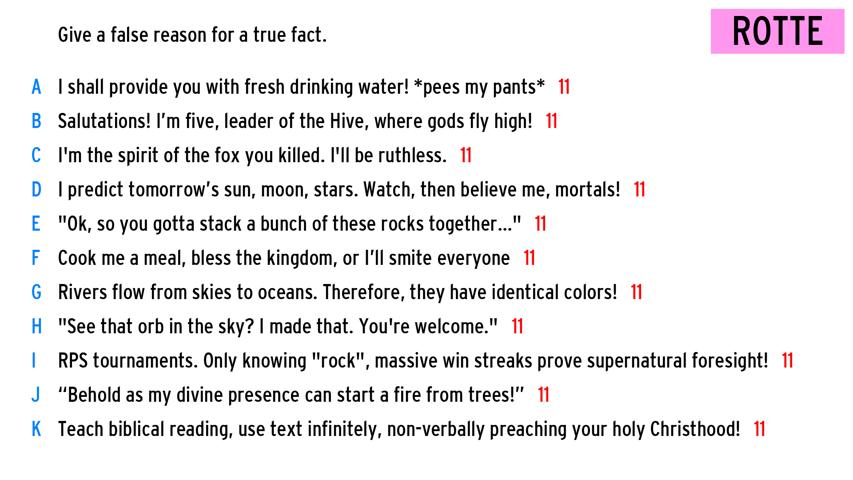 Give a false reason for a true fact.
ROTTE
A I shall provide you with fresh drinking water! *pees my pants* 11
B Salutations! I’m five, leader of the Hive, where gods fly high! 11
C I'm the spirit of the fox you killed. I'll be ruthless. 11
D I predict tomorrow’s sun, moon, stars. Watch, then believe me, mortals! 11
E "Ok, so you gotta stack a bunch of these rocks together..." 11
F Cook me a meal, bless the kingdom, or I’ll smite everyone 11
G Rivers flow from skies to oceans. Therefore, they have identical colors! 11
H "See that orb in the sky? I made that. You're welcome." 11
I RPS tournaments. Only knowing "rock", massive win streaks prove supernatural foresight! 11
J “Behold as my divine presence can start a fire from trees!” 11
K Teach biblical reading, use text infinitely, non-verbally preaching your holy Christhood! 11